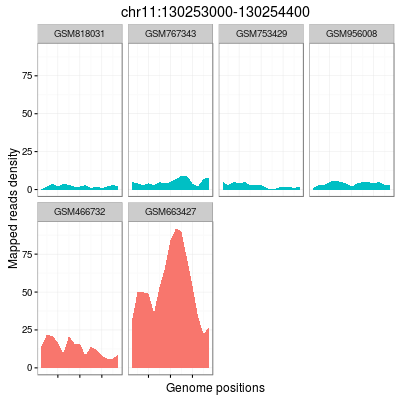 chr11:130253000-130254400
GSM818031 GSM767343 GSM753429 GSM956008
75
50
25
0
GSM466732 GSM663427
75
50
25
0
Mapped reads density
Genome positions